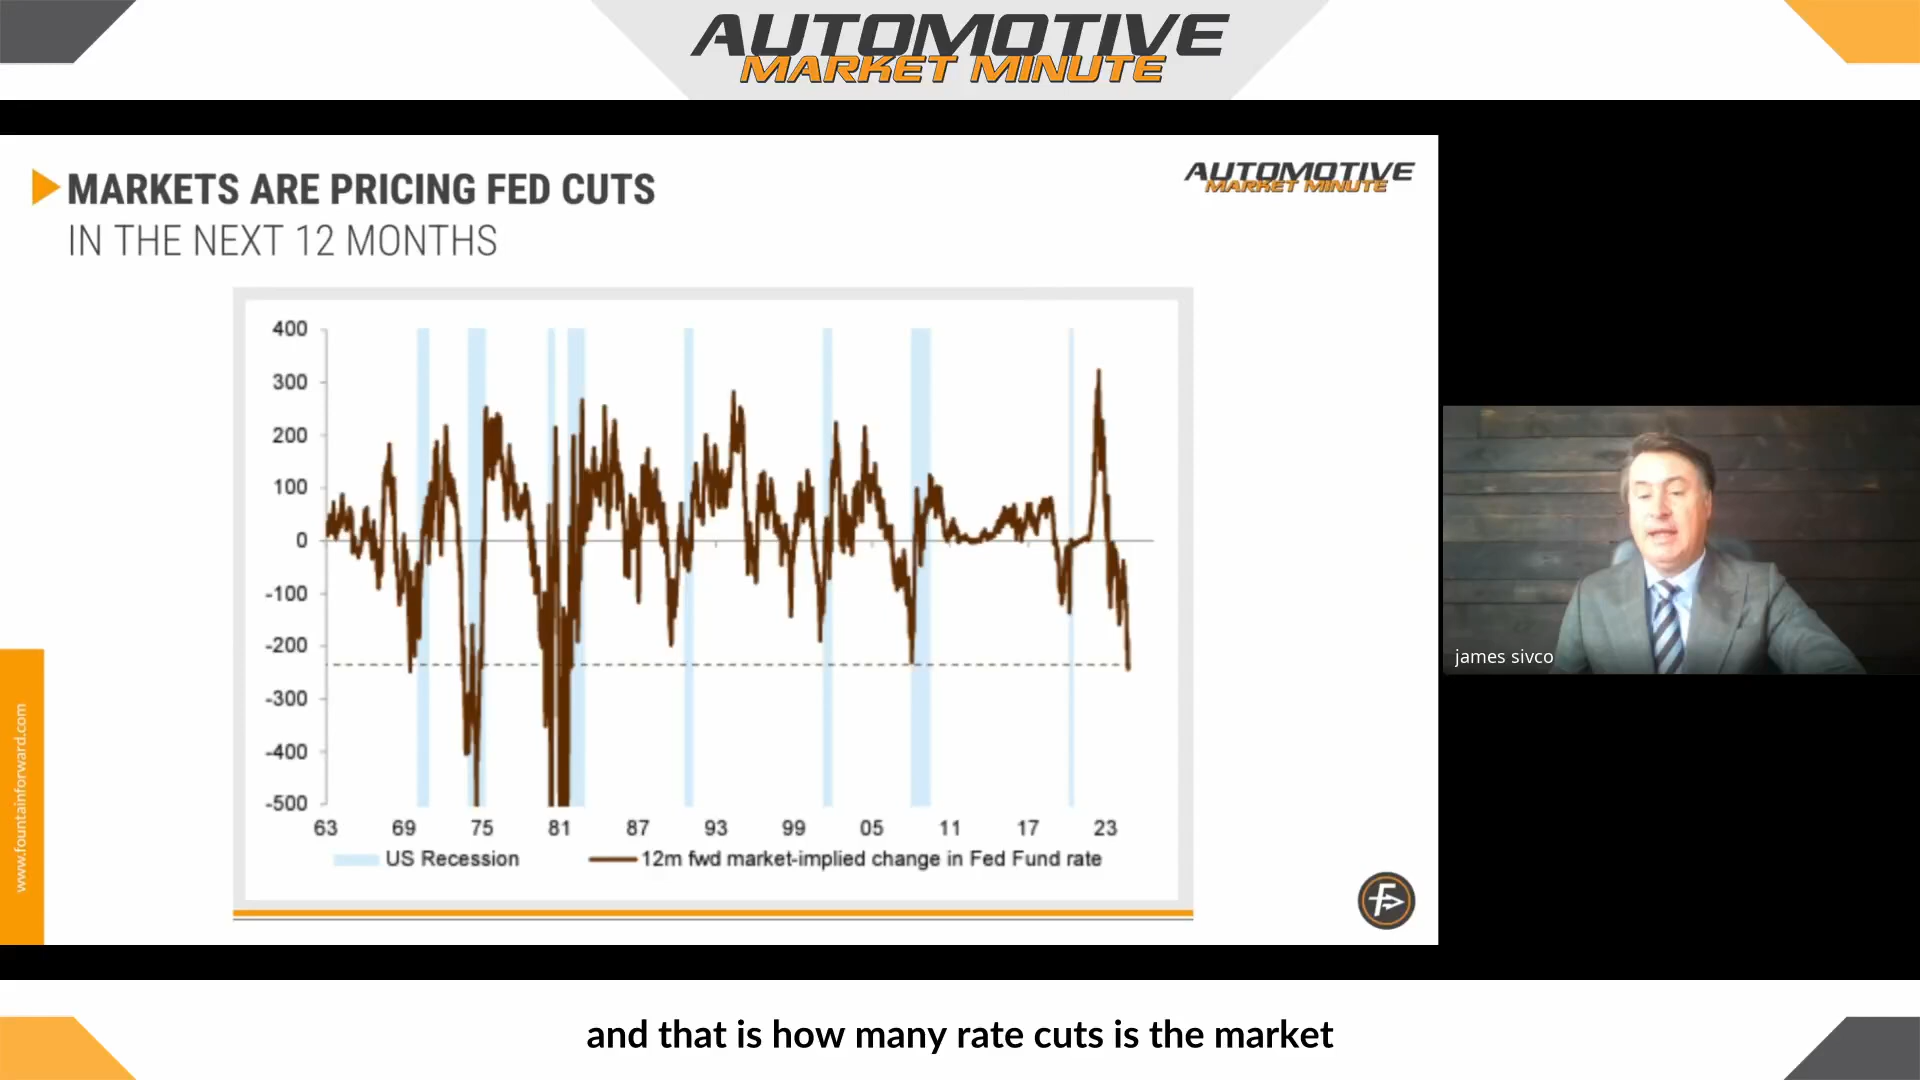 AUTOMOTIVE
MARKET MINUTE
MARKETS ARE PRICING FED CUTS
IN THE NEXT 12 MONTHS
AUTOMOTIVE
MARKET MINUTE
400
300
200
100
0
-100
-200
-300
-400
-500
63 69 75 81 87 93 99 05 11 17 23
US Recession 12m fwd market-implied change in Fed Fund rate
www.fountainforward.com
F
james sivco
and that is how many rate cuts is the market